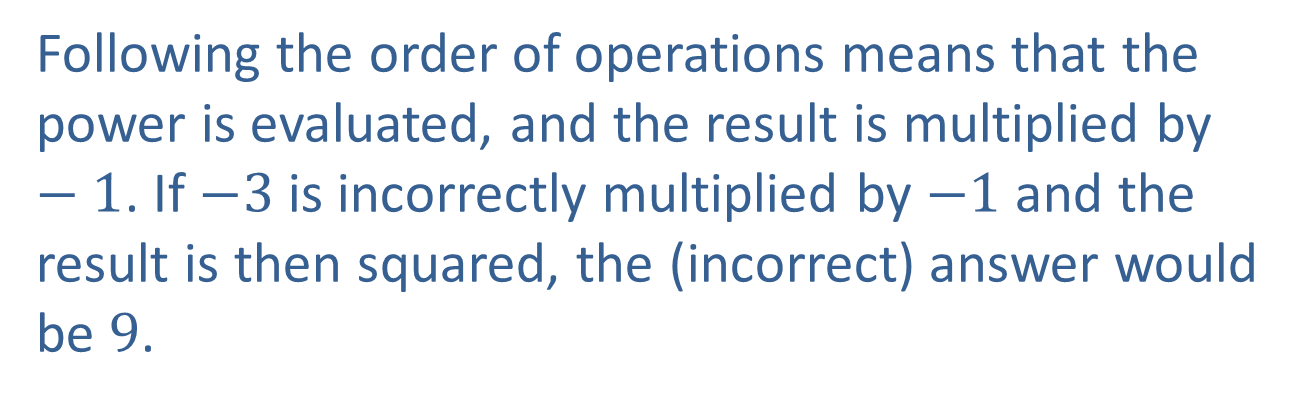 Following the order of operations means that the
power is evaluated, and the result is multiplied by
− 1. If −3 is incorrectly multiplied by −1 and the
result is then squared, the (incorrect) answer would
be 9.